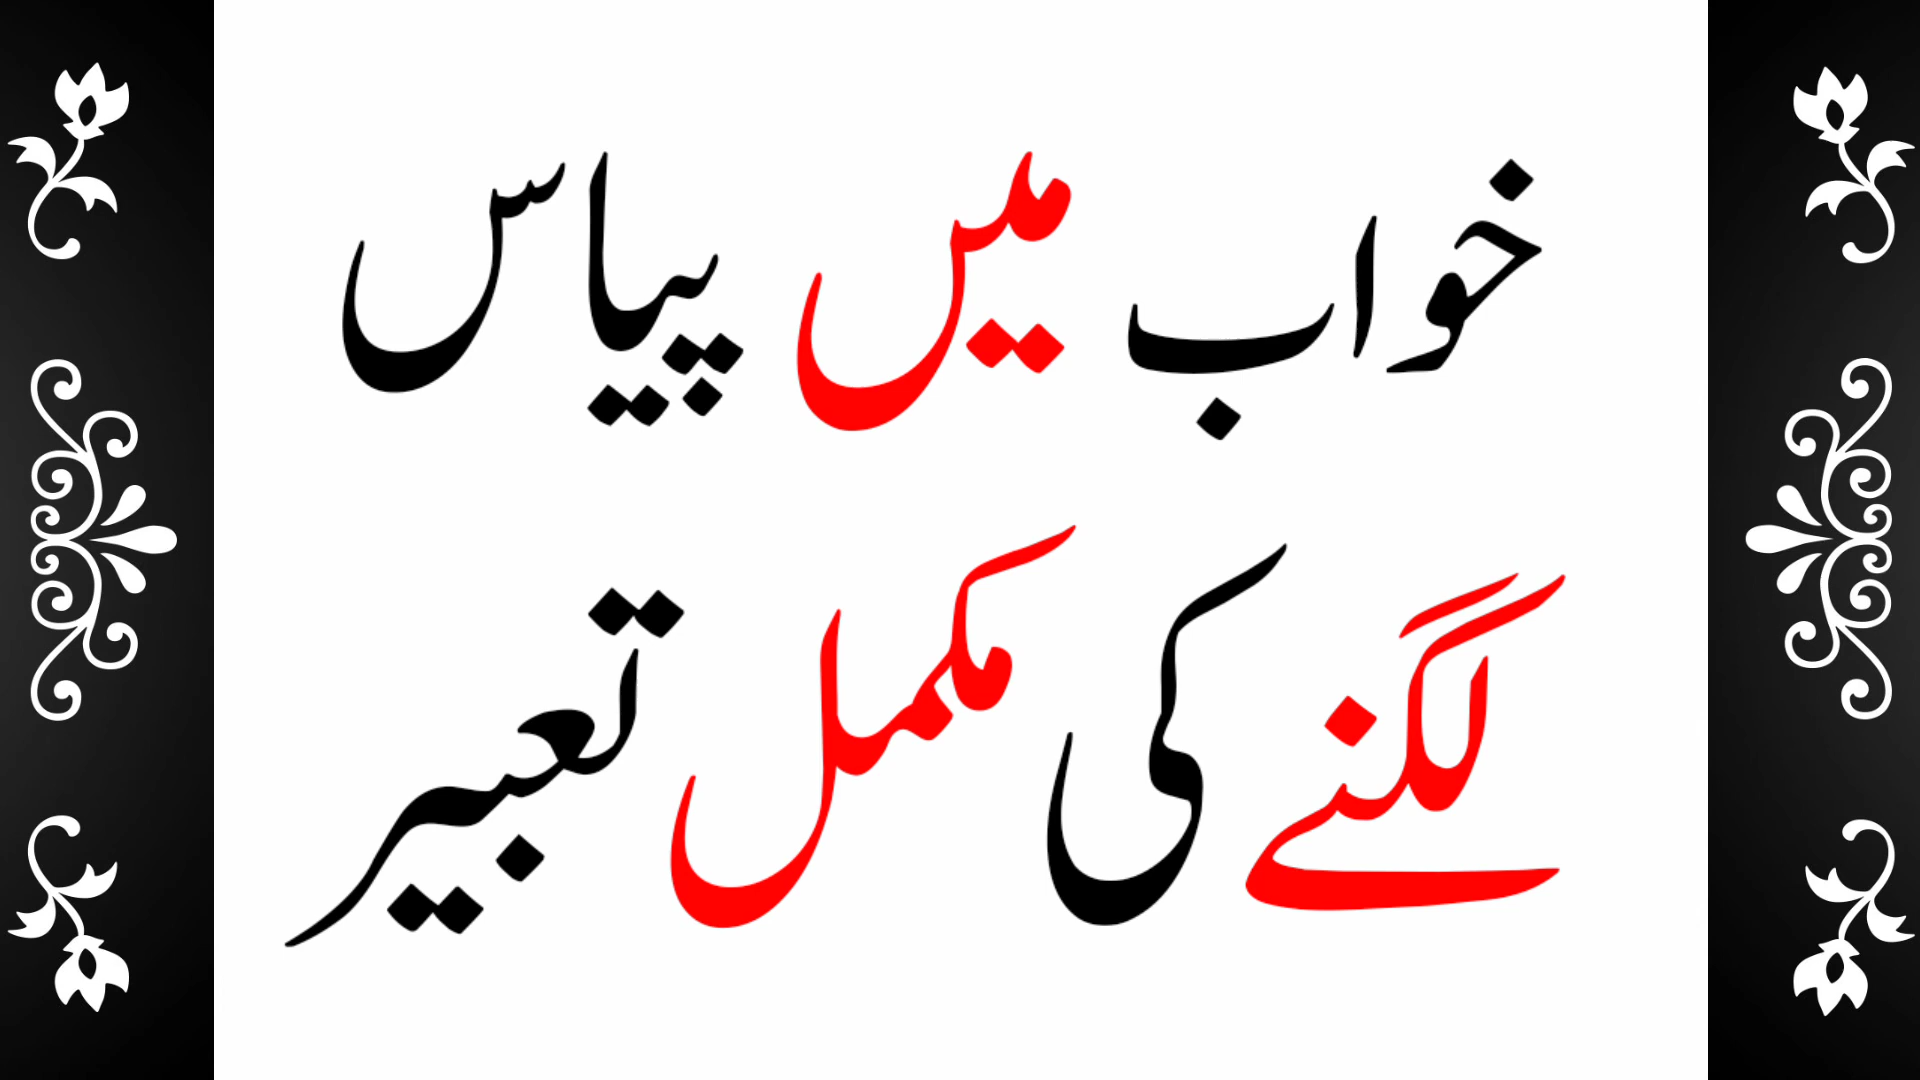 خواب میں پیاس
لگنے کی مکمل تعبیر